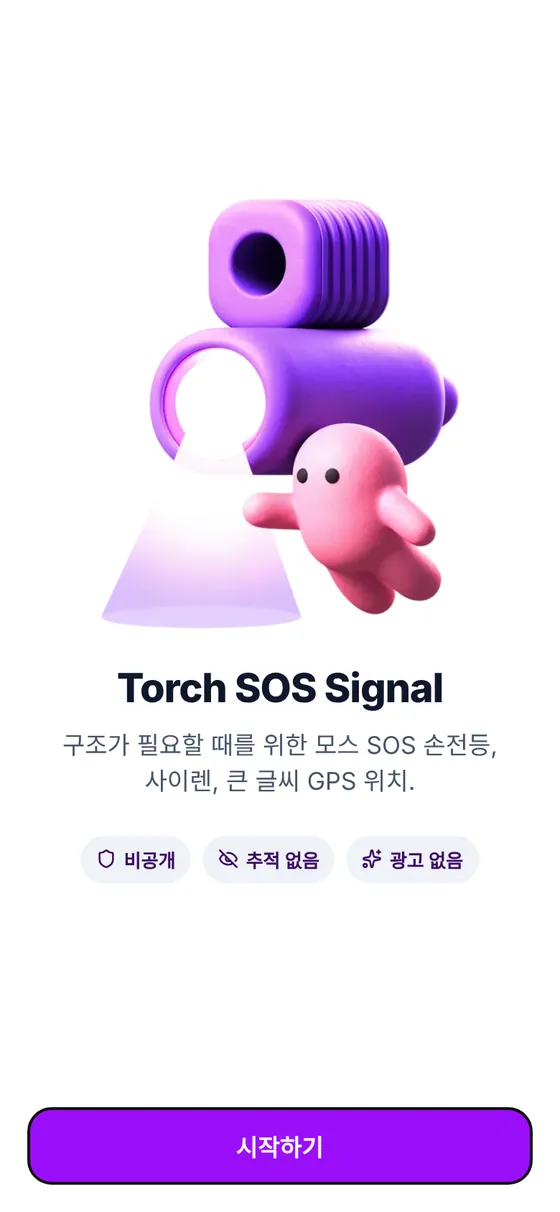 Torch SOS Signal
구조가 필요할 때를 위한 모스 SOS 손전등,
사이렌, 큰 글씨 GPS 위치.
비공개 추적 없음 광고 없음
시작하기